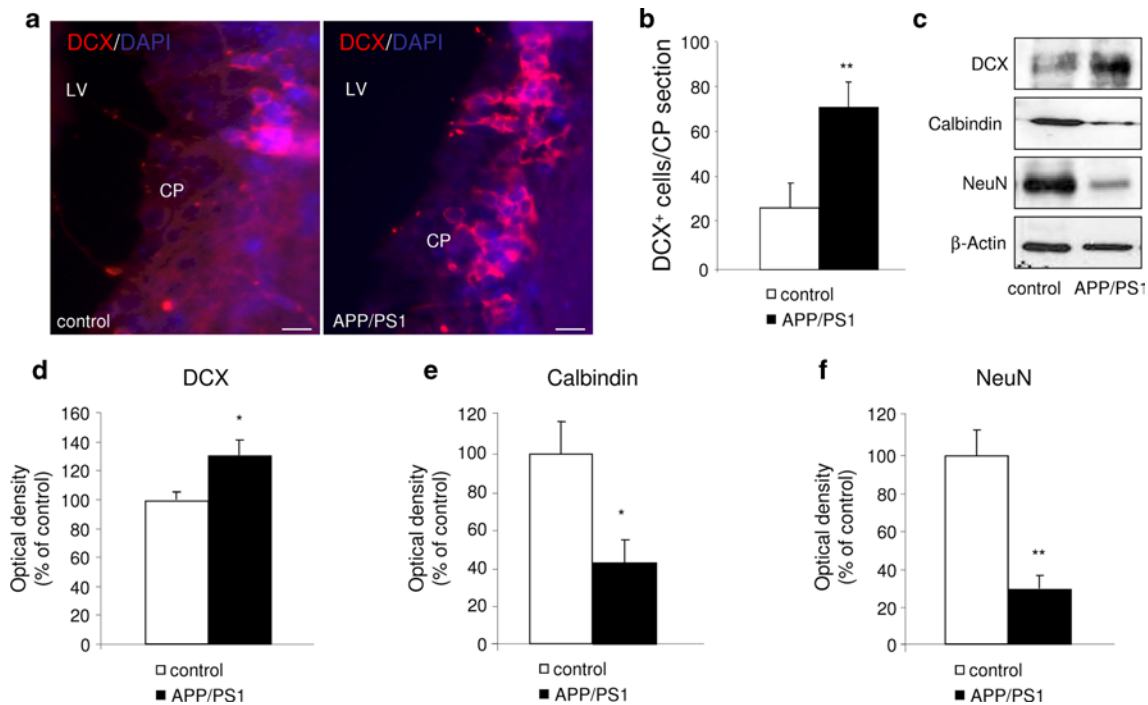 a
DCX/DAPI
LV
CP
control
DCX/DAPI
LV
CP
APP/PS1
b
DCX⁺ cells/CP section
100
80
60
40
20
0
**
control
APP/PS1
c
DCX
Calbindin
NeuN
β-Actin
control APP/PS1
d
DCX
Optical density
(% of control)
160
140
120
100
80
60
40
20
0
*
control
APP/PS1
e
Calbindin
Optical density
(% of control)
120
100
80
60
40
20
0
*
control
APP/PS1
f
NeuN
Optical density
(% of control)
120
100
80
60
40
20
0
**
control
APP/PS1